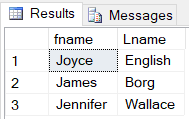 Results Messages
fname Lname
1 Joyce English
2 James Borg
3 Jennifer Wallace